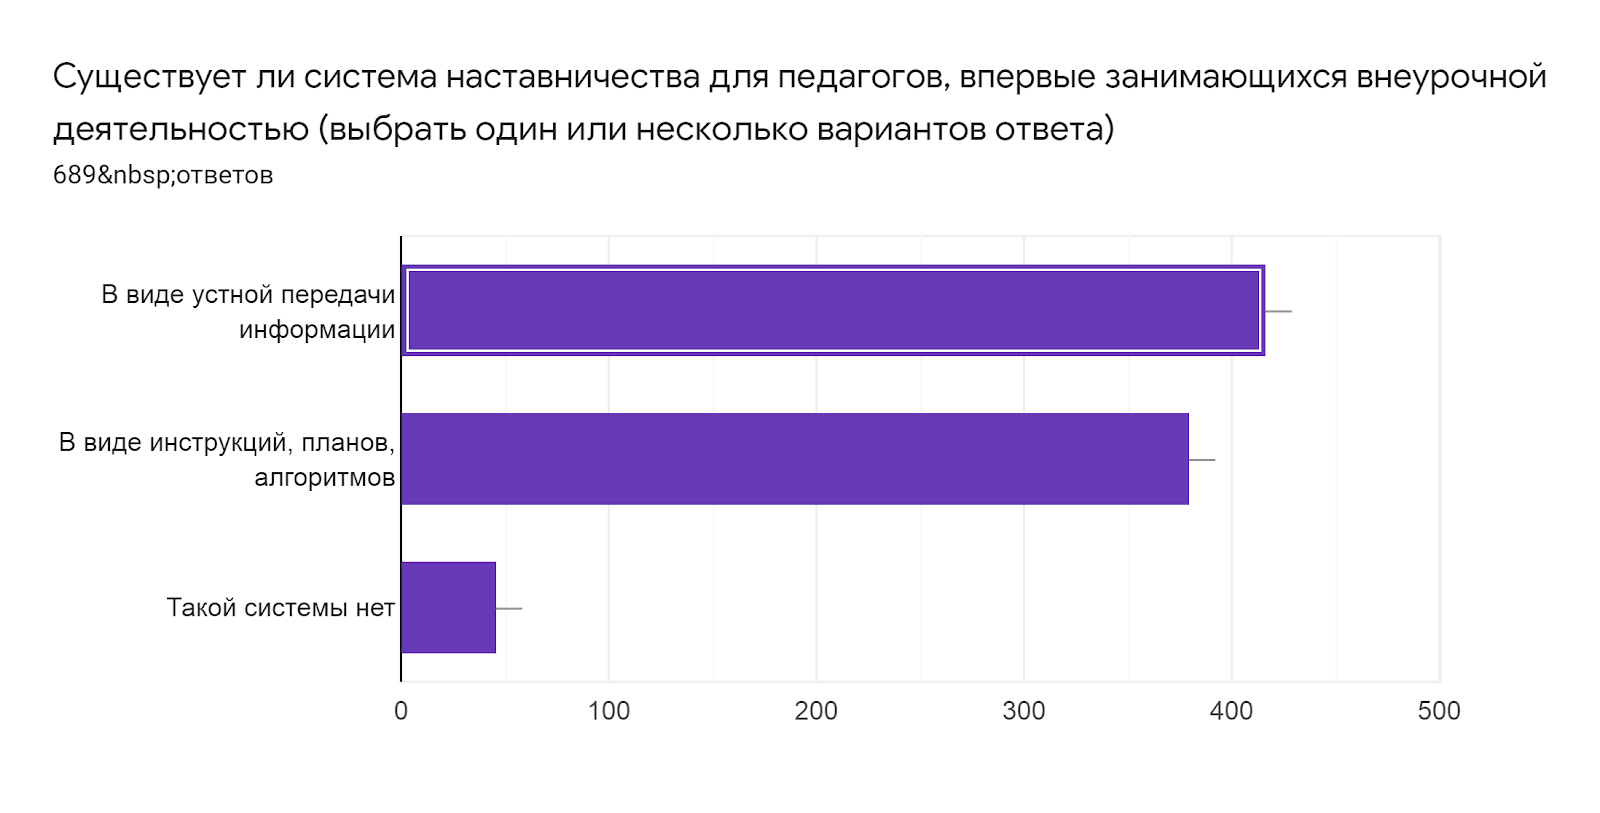 Существует ли система наставничества для педагогов, впервые занимающихся внеурочной
деятельностью (выбрать один или несколько вариантов ответа)
689&nbsp;ответов
В виде устной передачи
информации
В виде инструкций, планов,
алгоритмов
Такой системы нет
0 100 200 300 400 500